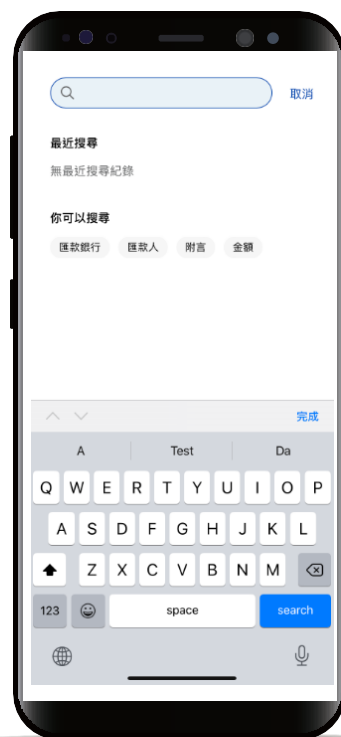 取消
最近搜尋
無最近搜尋紀錄
你可以搜尋
匯款銀行 匯款人 附言 金額
完成
A Test Da
Q W E R T Y U I O P
A S D F G H J K L
Z X C V B N M
123 space search